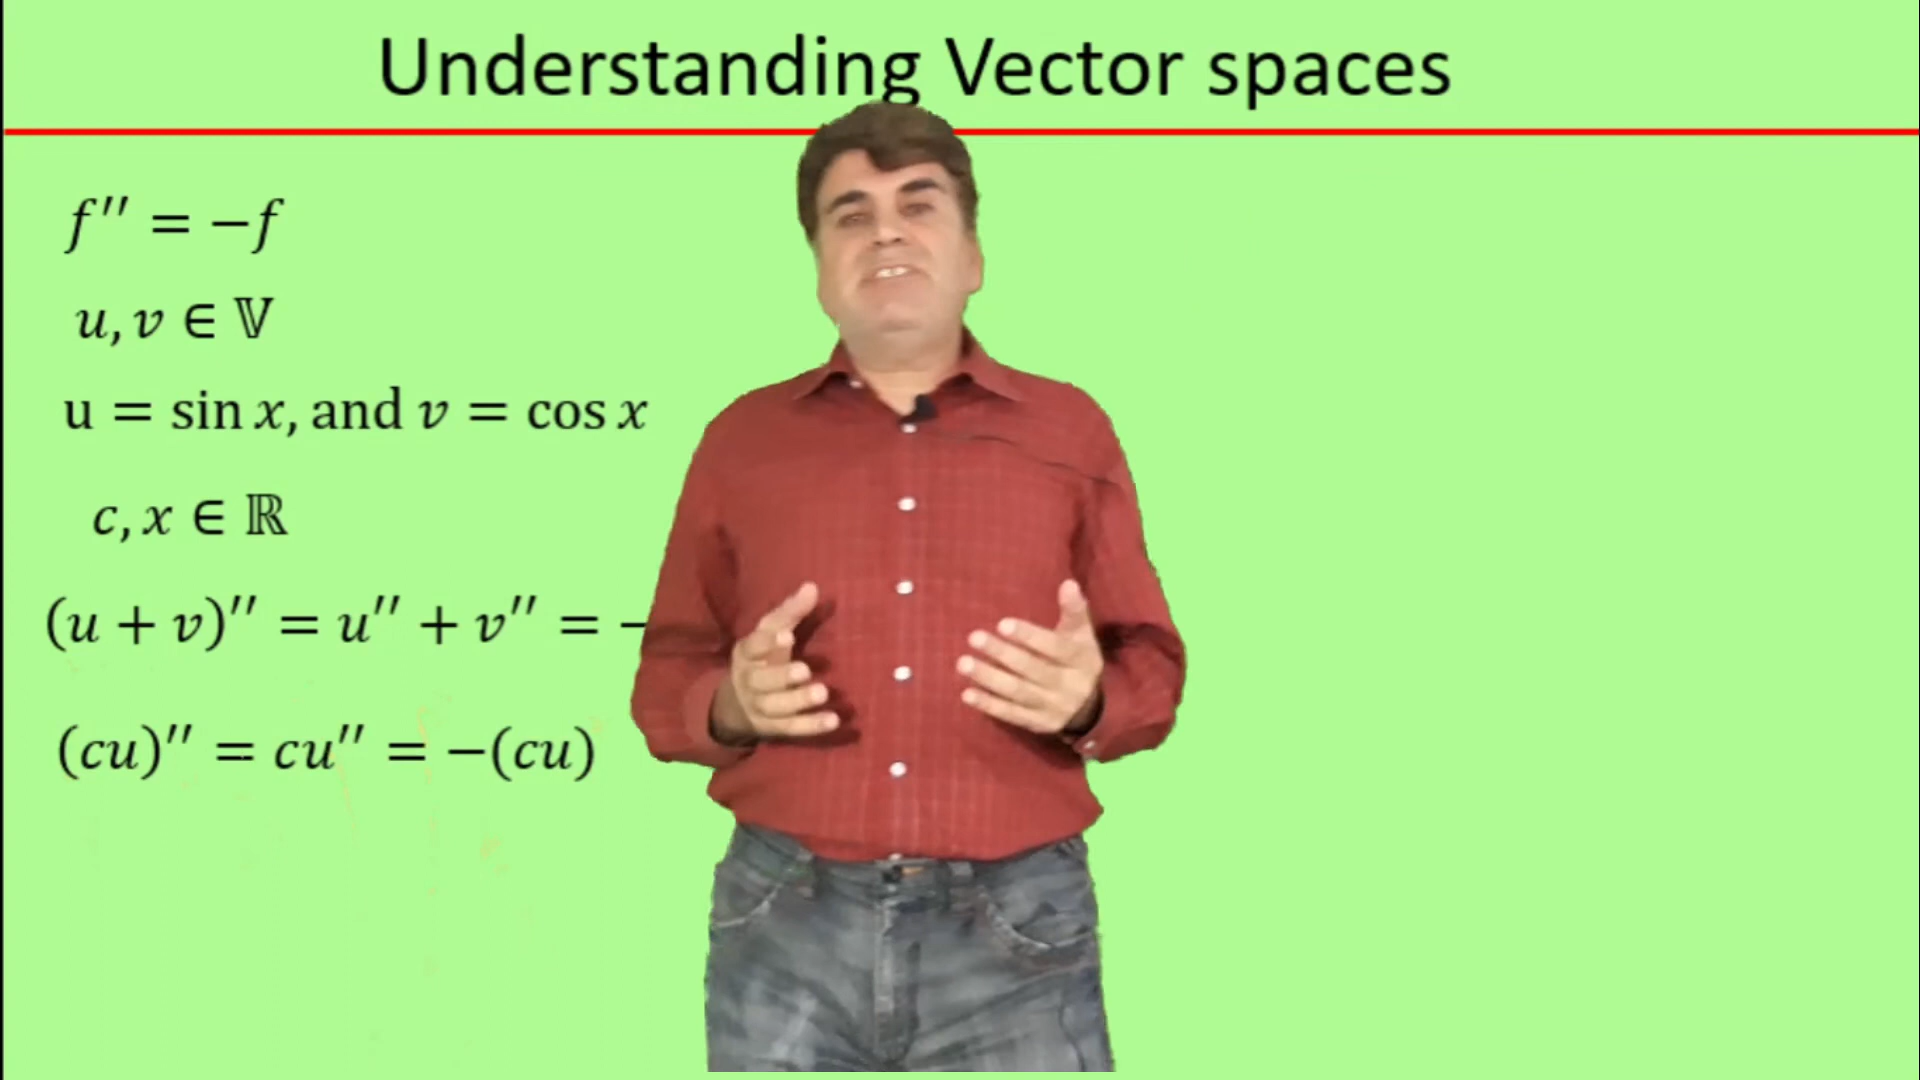 Understanding Vector spaces
f′′ = −f
u, v ∈ 𝕍
u = sin x, and v = cos x
c, x ∈ ℝ
(u + v)′′ = u′′ + v′′ = −
(cu)′′ = cu′′ = −(cu)